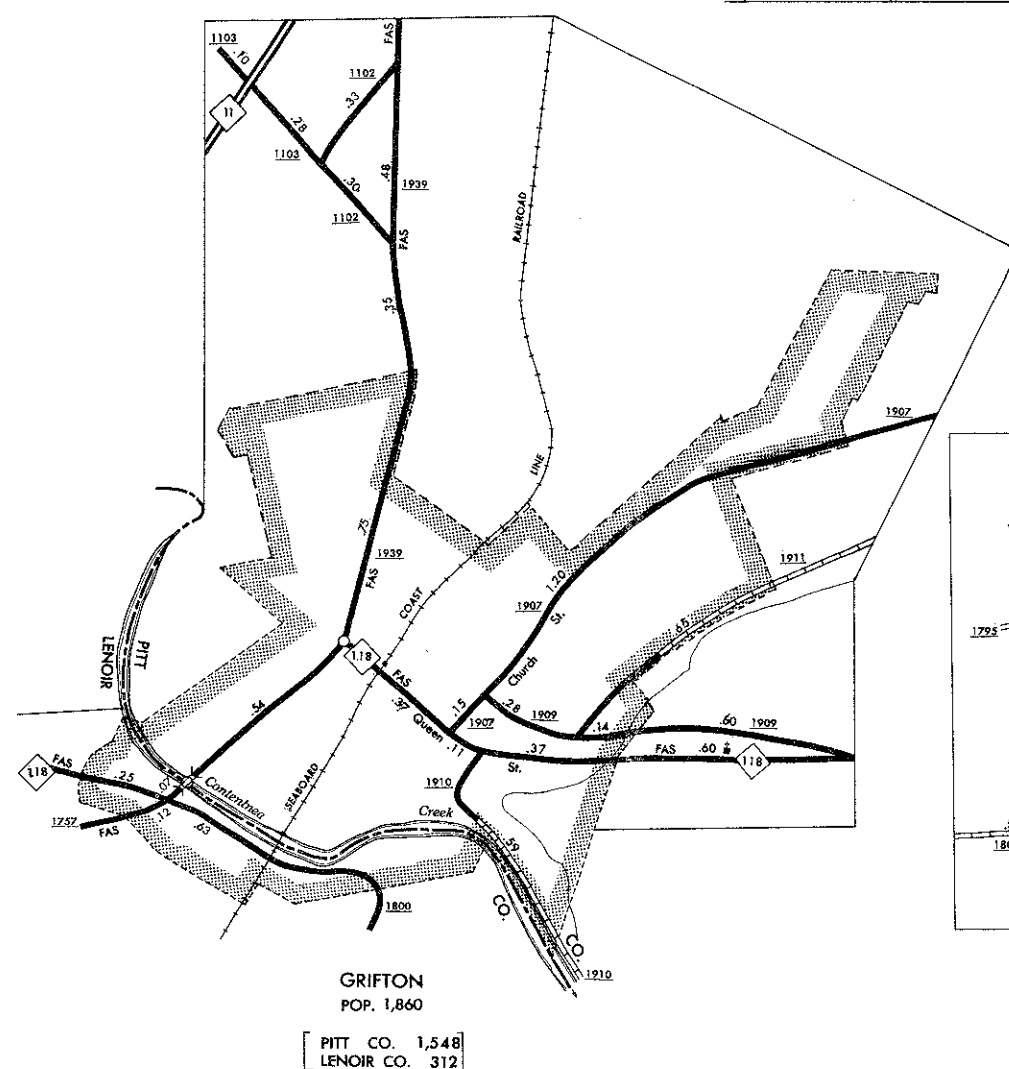 FAS
1103
.10
1102
.33
11
.28
1103
.48
.30
1939
1102
FAS
RAILROAD
.35
1907
LINE
.75
1939
FAS
1911
COAST
1.20
1907
St.
PITT
LENOIR
.65
1795
118
FAS
.37
Church
.54
.15
.28
1909
.14
.60
1909
Queen
1907
.11
.37
St.
FAS
.60
118
118
FAS
.25
.07
Contentnea
SEABOARD
1910
Creek
1757
FAS
.12
.63
.59
CO.
CO.
1800
1910
GRIFTON
POP. 1,860
PITT CO. 1,548
LENOIR CO. 312